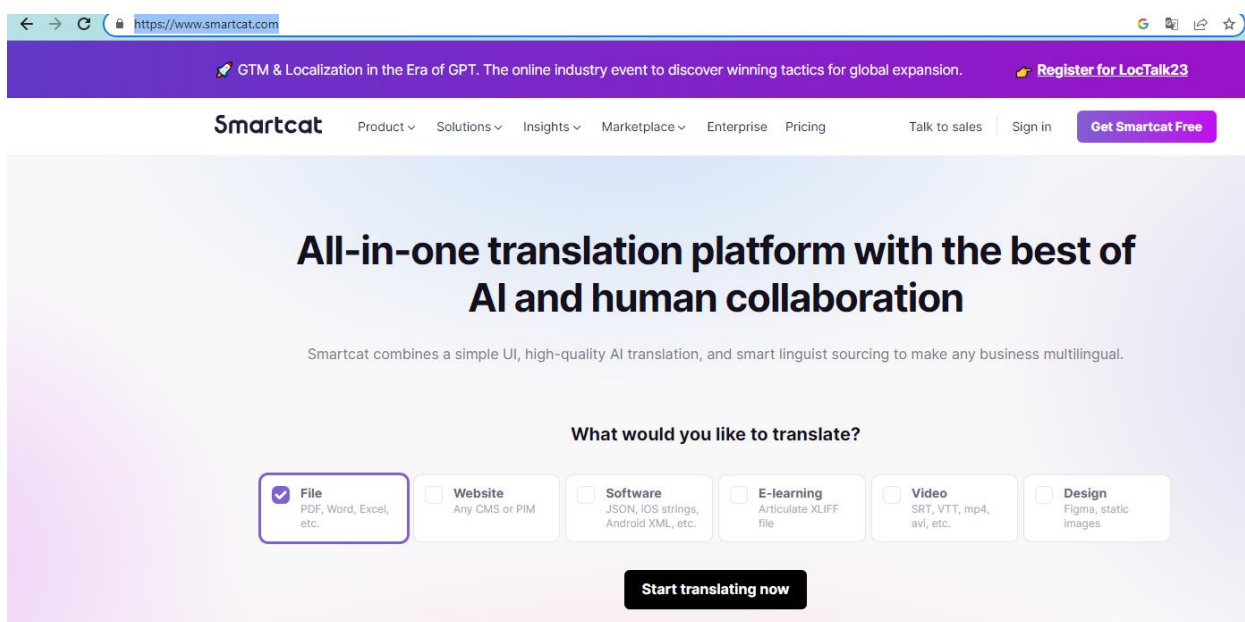 https://www.smartcat.com
🚀 GTM & Localization in the Era of GPT. The online industry event to discover winning tactics for global expansion. 👉 Register for LocTalk23
Smartcat Product Solutions Insights Marketplace Enterprise Pricing Talk to sales Sign in Get Smartcat Free
All-in-one translation platform with the best of
AI and human collaboration
Smartcat combines a simple UI, high-quality AI translation, and smart linguist sourcing to make any business multilingual.
What would you like to translate?
File
PDF, Word, Excel,
etc.
Website
Any CMS or PIM
Software
JSON, iOS strings,
Android XML, etc.
E-learning
Articulate XLIFF
file
Video
SRT, VTT, mp4,
avi, etc.
Design
Figma, static
images
Start translating now